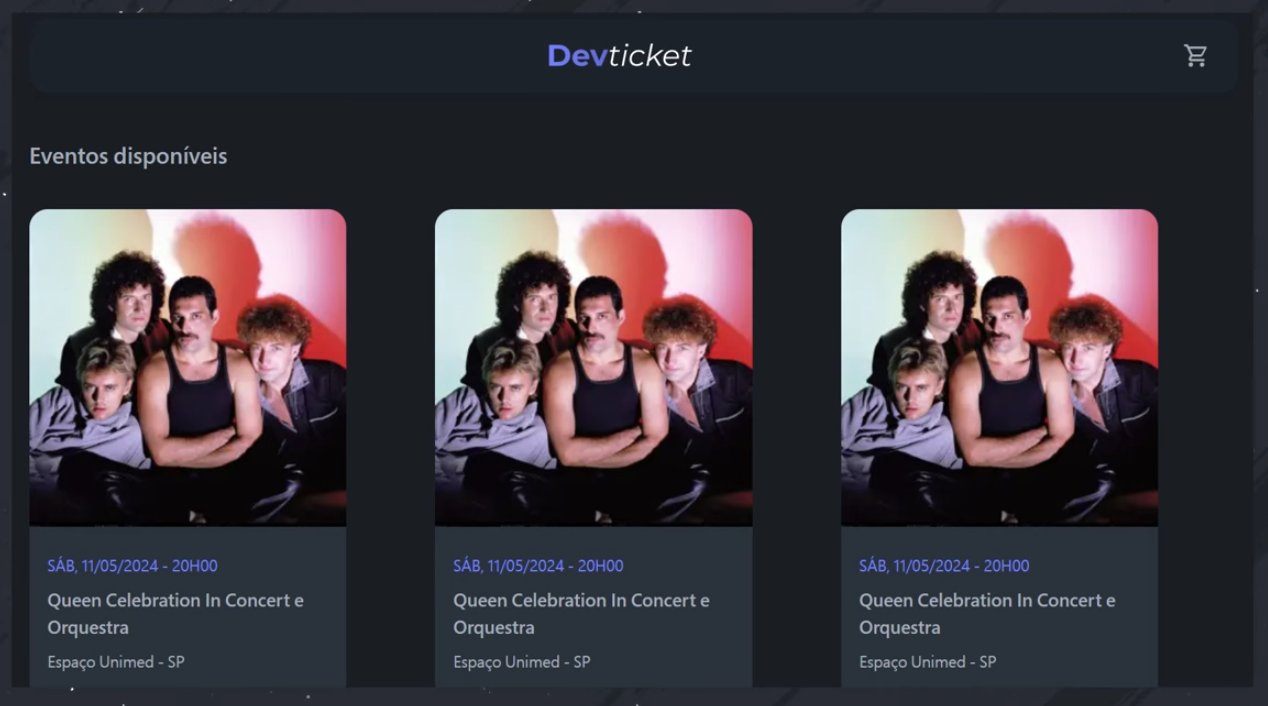 Devticket
Eventos disponíveis
SÁB, 11/05/2024 - 20H00
Queen Celebration In Concert e
Orquestra
Espaço Unimed - SP
SÁB, 11/05/2024 - 20H00
Queen Celebration In Concert e
Orquestra
Espaço Unimed - SP
SÁB, 11/05/2024 - 20H00
Queen Celebration In Concert e
Orquestra
Espaço Unimed - SP